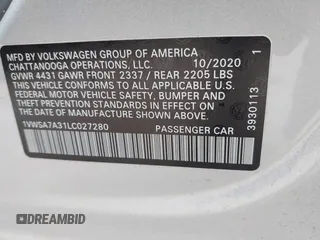 MFD. BY VOLKSWAGEN GROUP OF AMERICA
CHATTANOOGA OPERATIONS, LLC. 10/2020
GVWR 4431 GAWR FRONT 2337 / REAR 2205 LBS
THIS VEHICLE CONFORMS TO ALL APPLICABLE
FEDERAL MOTOR VEHICLE SAFETY, BUMPER AND
THEFT PREVENTION STANDARDS IN EFFECT ON THE
DATE OF MANUFACTURE SHOWN ABOVE.
1VWSA7A31LC027280 PASSENGER CAR
3930113 1
AUTOHELPERBOT.COM